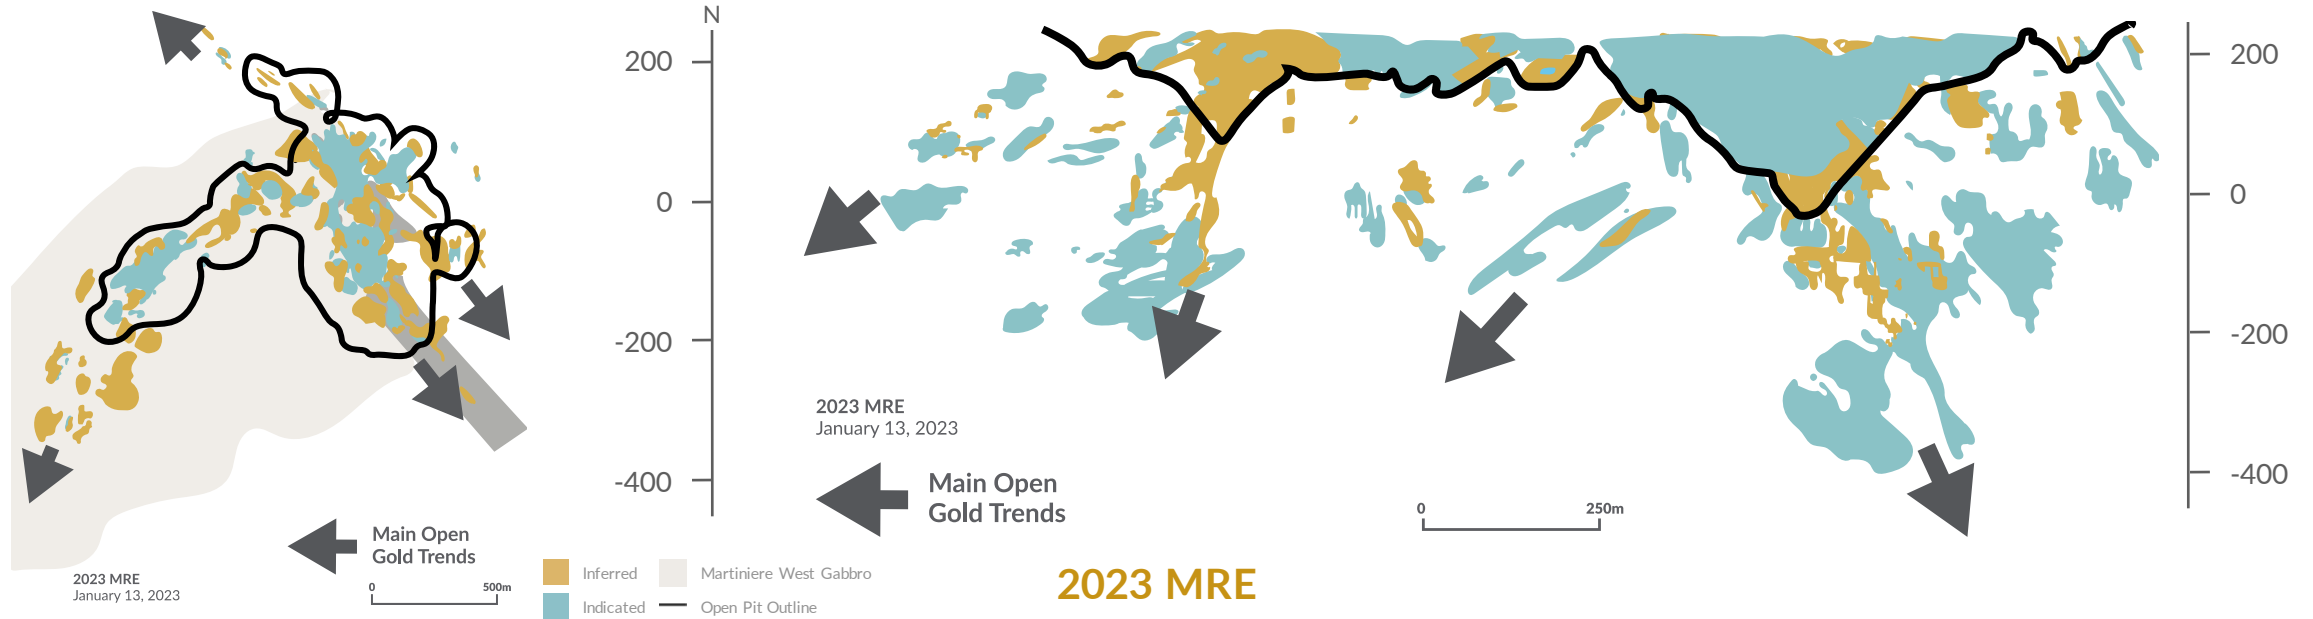 N
200
0
-200
-400
200
0
-200
-400
2023 MRE
January 13, 2023
Main Open
Gold Trends
0 250m
Main Open
Gold Trends
2023 MRE
January 13, 2023
0 500m
Inferred
Martiniere West Gabbro
Indicated
Open Pit Outline
2023 MRE